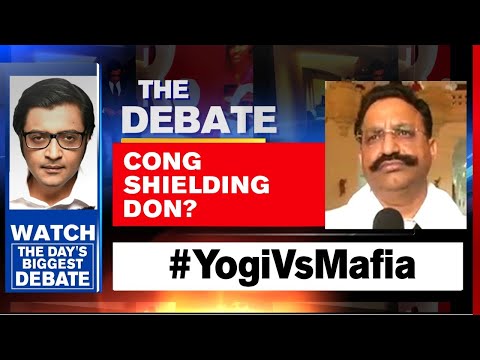 THE
DEBATE
CONG
SHIELDING
DON?
WATCH
THE DAY'S
BIGGEST
DEBATE
#YogiVsMafia